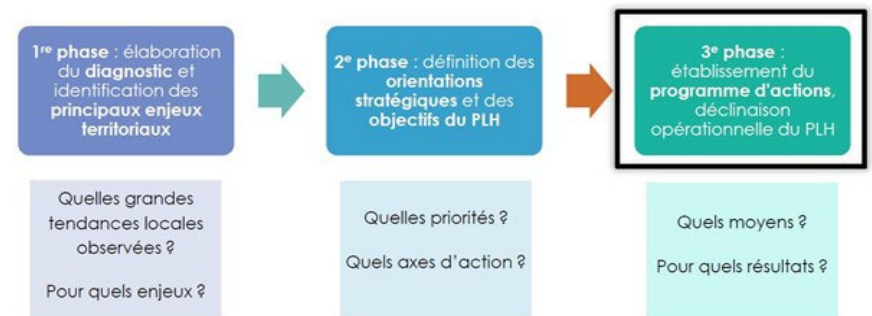 1re phase : élaboration
du diagnostic et
identification des
principaux enjeux
territoriaux
2e phase : définition des
orientations
stratégiques et des
objectifs du PLH
3e phase :
établissement du
programme d'actions,
déclinaison
opérationnelle du PLH
Quelles grandes
tendances locales
observées ?
Pour quels enjeux ?
Quelles priorités ?
Quels axes d'action ?
Quels moyens ?
Pour quels résultats ?